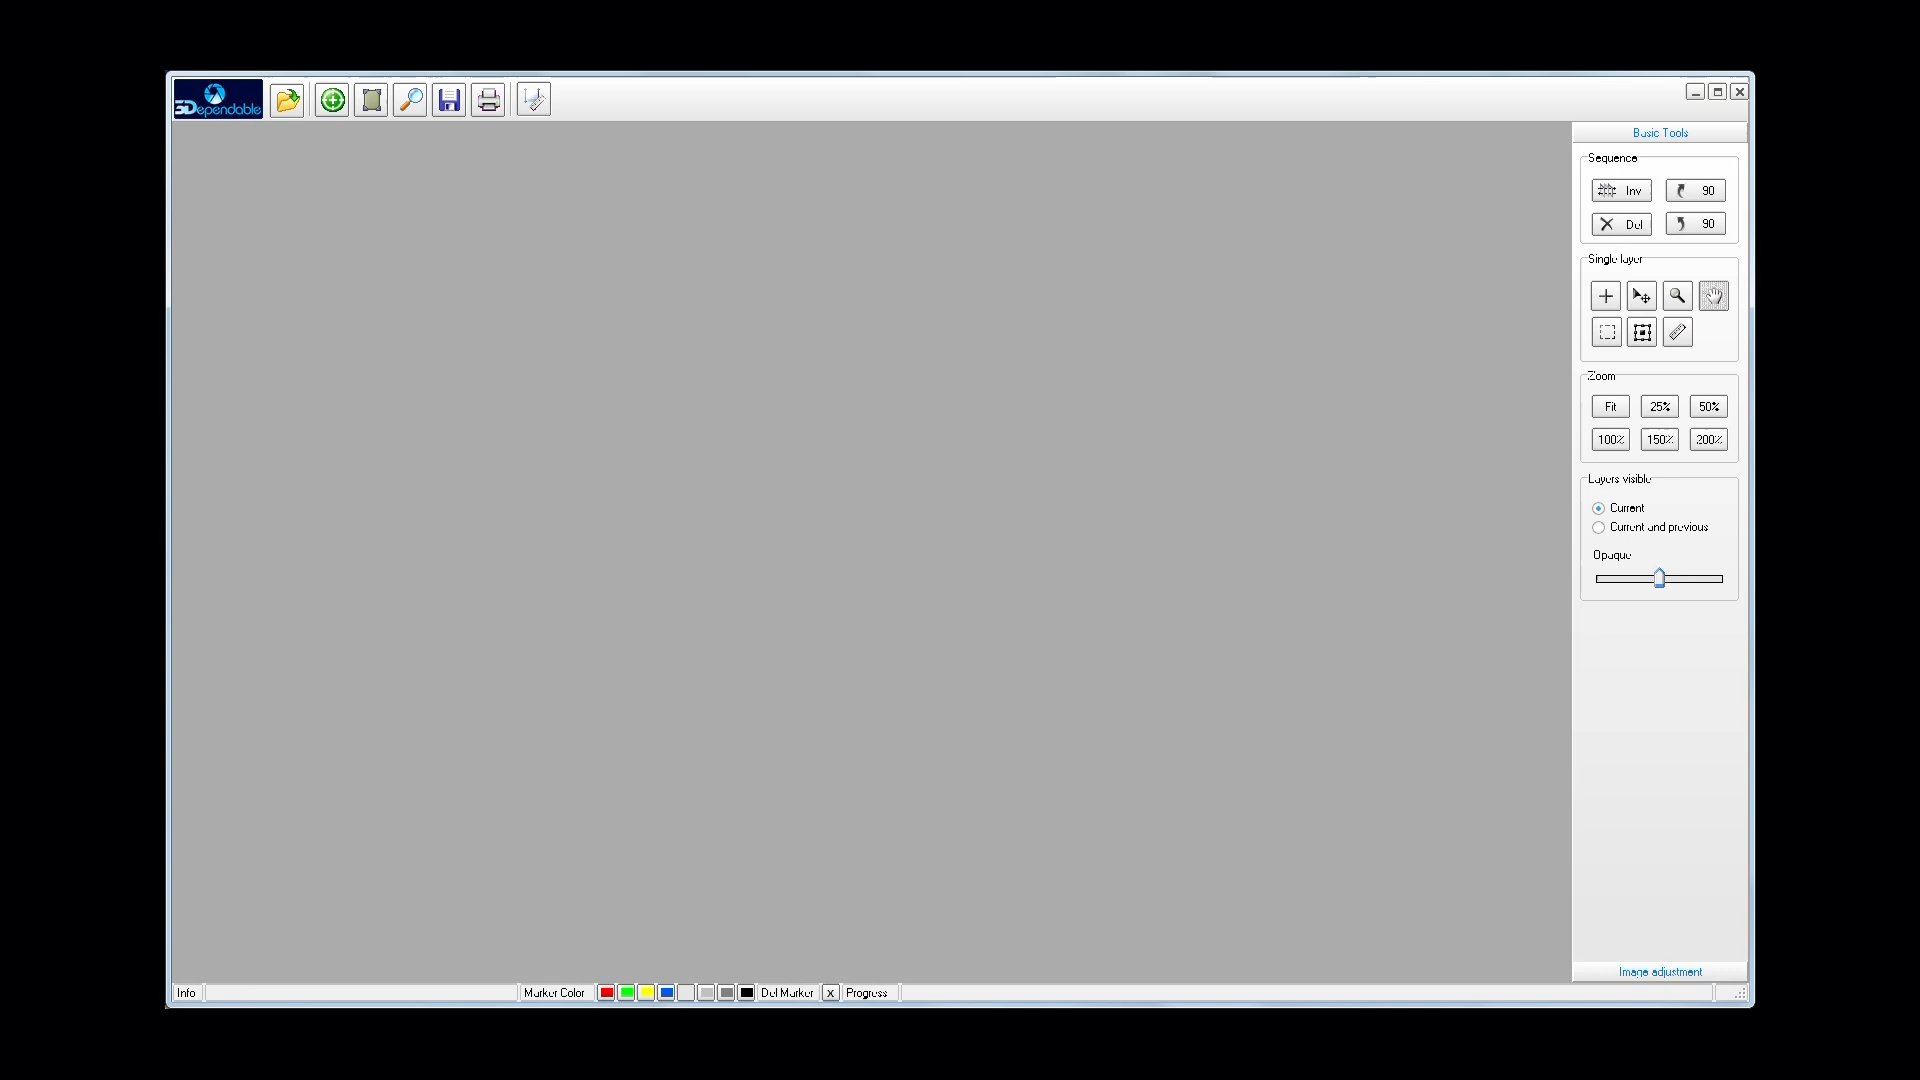 3Dependable
Basic Tools
Sequence
Inv
90
Del
90
Single layer
Zoom
Fit
25%
50%
100%
150%
200%
Layers visible
Current
Current and previous
Opaque
Image adjustment
Info
Marker Color
Del Marker
X
Progress